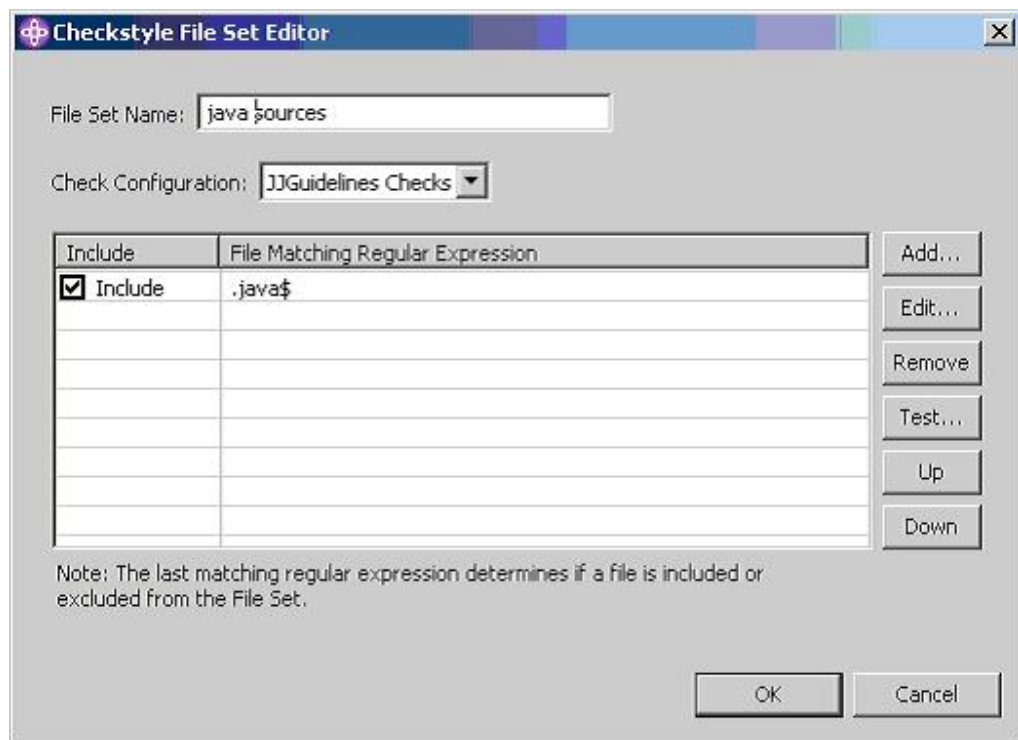 Checkstyle File Set Editor
File Set Name: java sources
Check Configuration: JJGuidelines Checks
Include File Matching Regular Expression Add...
Include .java$
Edit...
Remove
Test...
Up
Down
Note: The last matching regular expression determines if a file is included or
excluded from the File Set.
OK Cancel